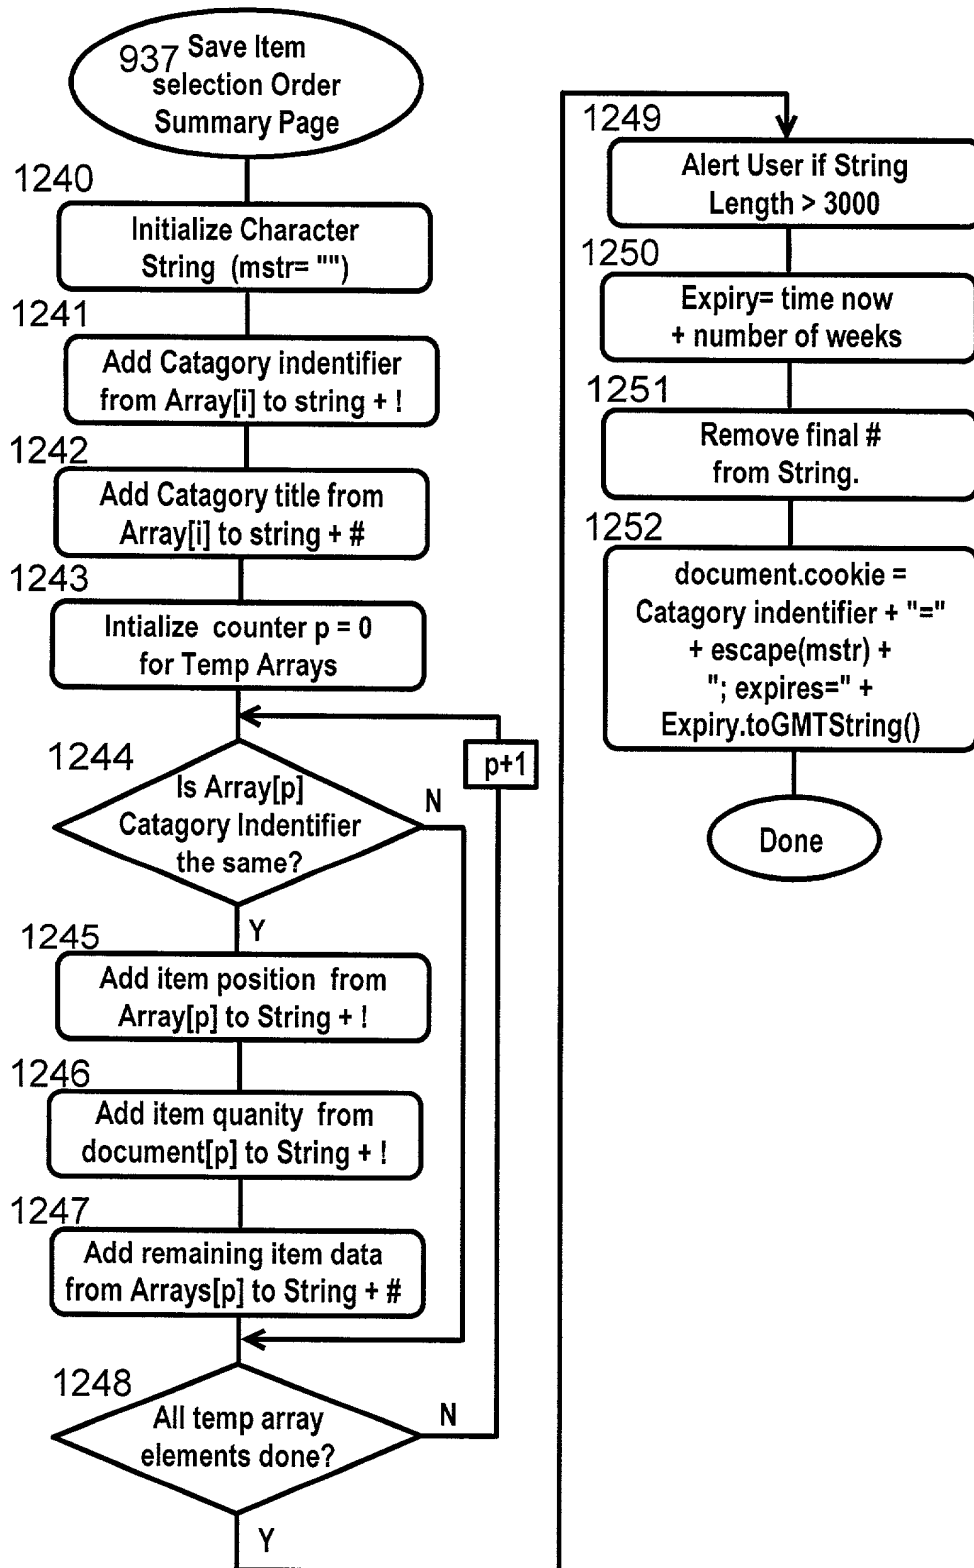 937 Save Item
selection Order
Summary Page
1240
Initialize Character
String (mstr= "")
1241
Add Catagory indentifier
from Array[i] to string + !
1242
Add Catagory title from
Array[i] to string + #
1243
Intialize counter p = 0
for Temp Arrays
p+1
1244
Is Array[p]
Catagory Indentifier
the same?
N
Y
1245
Add item position from
Array[p] to String + !
1246
Add item quanity from
document[p] to String + !
1247
Add remaining item data
from Arrays[p] to String + #
1248
All temp array
elements done?
N
Y
1249
Alert User if String
Length > 3000
1250
Expiry= time now
+ number of weeks
1251
Remove final #
from String.
1252
document.cookie =
Catagory indentifier + "="
+ escape(mstr) +
"; expires=" +
Expiry.toGMTString()
Done